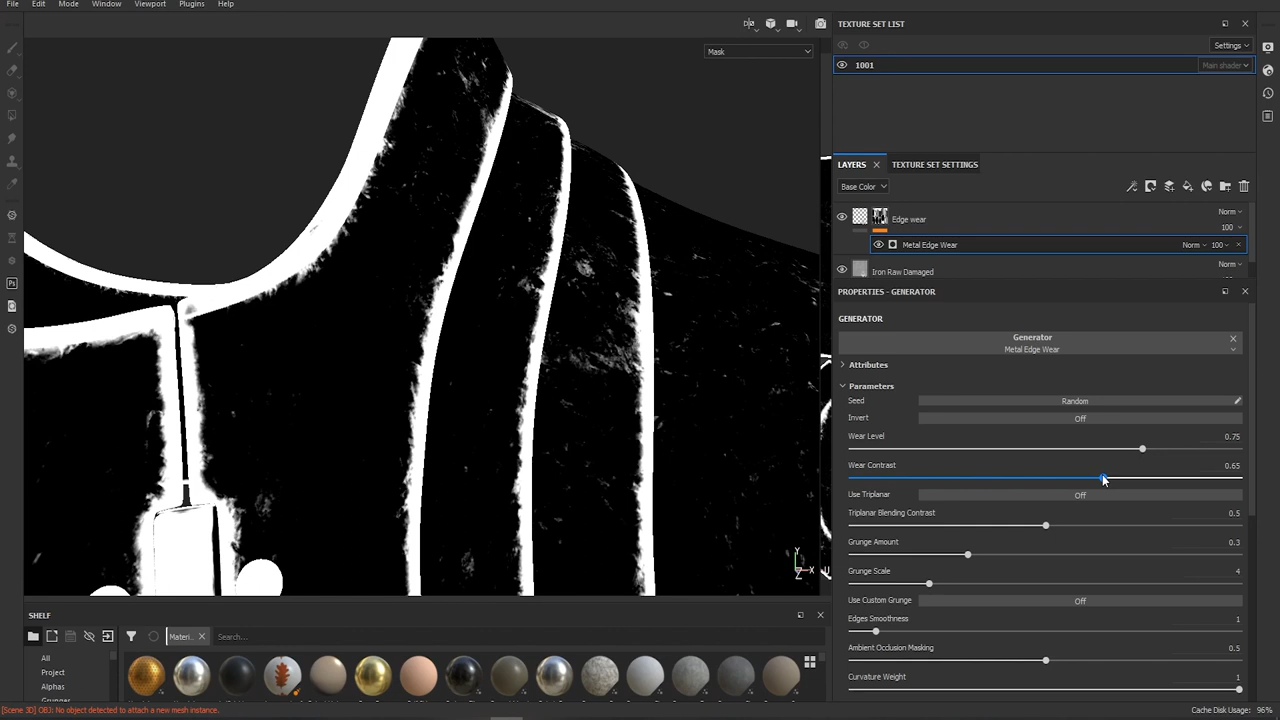 File Edit Mode Window Viewport Plugins Help
Mask
TEXTURE SET LIST
Settings
1001 Main shader
LAYERS TEXTURE SET SETTINGS
Base Color
Edge wear Norm
100
Metal Edge Wear Norm 100
Iron Raw Damaged Norm
PROPERTIES - GENERATOR
GENERATOR
Generator
Metal Edge Wear
Attributes
Parameters
Seed Random
Invert Off
Wear Level 0.75
Wear Contrast 0.65
Use Triplanar Off
Triplanar Blending Contrast 0.5
Grunge Amount 0.3
Grunge Scale 4
Use Custom Grunge Off
Edges Smoothness 1
Ambient Occlusion Masking 0.5
Curvature Weight 1
Y
Z X U
SHELF
Ps
Materi... Search...
All
Project
Alphas
[Scene 3D] OBJ: No object detected to attach a new mesh instance.
Cache Disk Usage: 96%